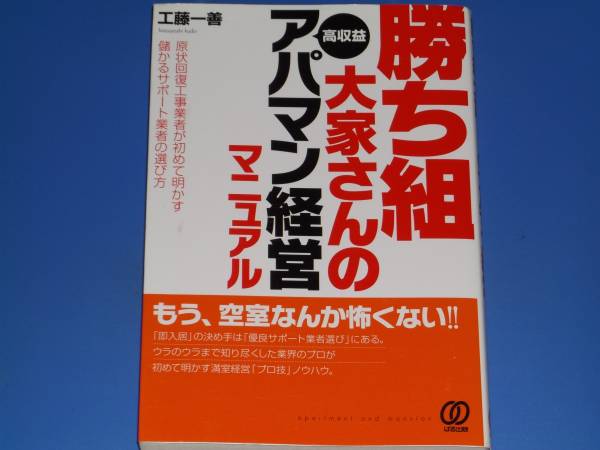 勝ち組
大家さんの
高収益
アパマン経営
マニュアル
工藤一善
kazuyoshi kudo
原状回復工事業者が初めて明かす
儲かるサポート業者の選び方
もう、空室なんか怖くない!!
「即入居」の決め手は「優良サポート業者選び」にある。
ウラのウラまで知り尽くした業界のプロが
初めて明かす満室経営「プロ技」ノウハウ。
apartment and mansion
ぱる出版